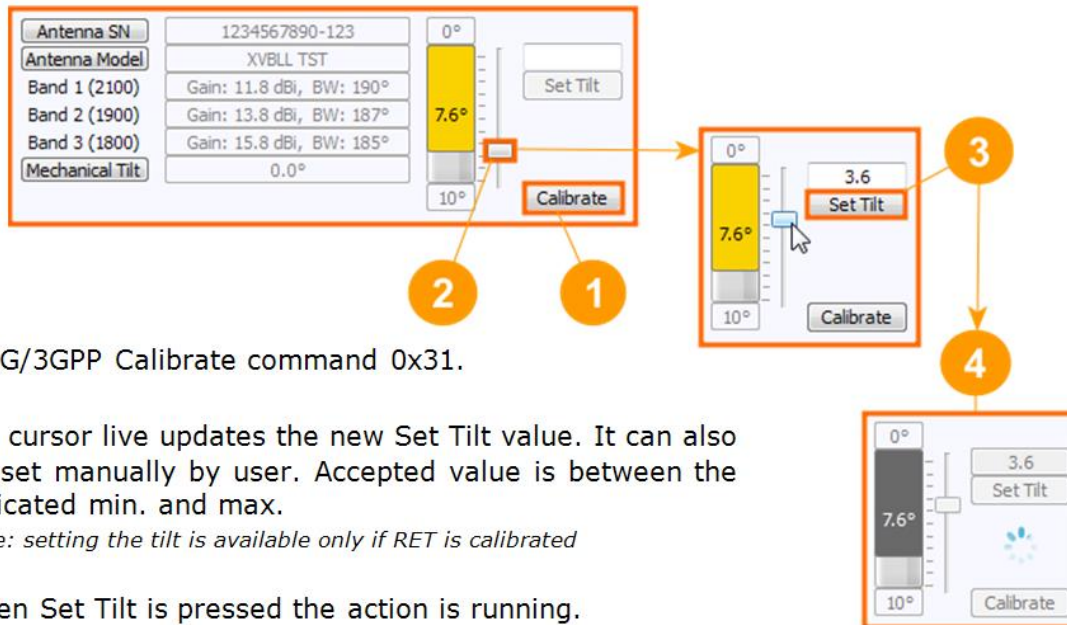 Antenna SN 1234567890-123 0°
Antenna Model XVBLL TST
Band 1 (2100) Gain: 11.8 dBi, BW: 190° Set Tilt
Band 2 (1900) Gain: 13.8 dBi, BW: 187° 7.6°
Band 3 (1800) Gain: 15.8 dBi, BW: 185°
Mechanical Tilt 0.0°
10° Calibrate
2
1
0°
3.6
Set Tilt
7.6°
10° Calibrate
3
4
G/3GPP Calibrate command 0x31.
cursor live updates the new Set Tilt value. It can also
set manually by user. Accepted value is between the
icated min. and max.
e: setting the tilt is available only if RET is calibrated
en Set Tilt is pressed the action is running.
0°
3.6
Set Tilt
7.6°
10° Calibrate